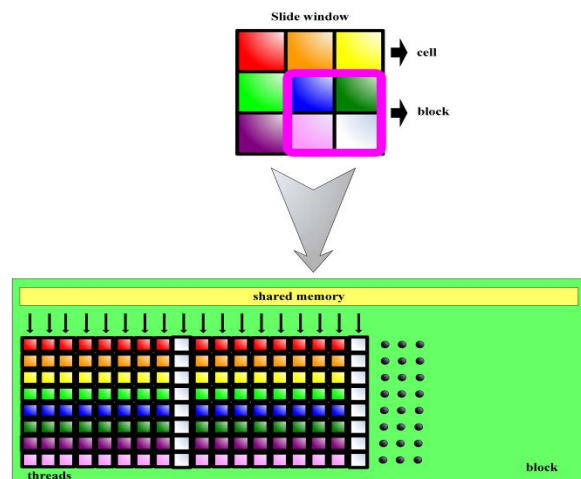 Slide window
cell
block
shared memory
threads
block